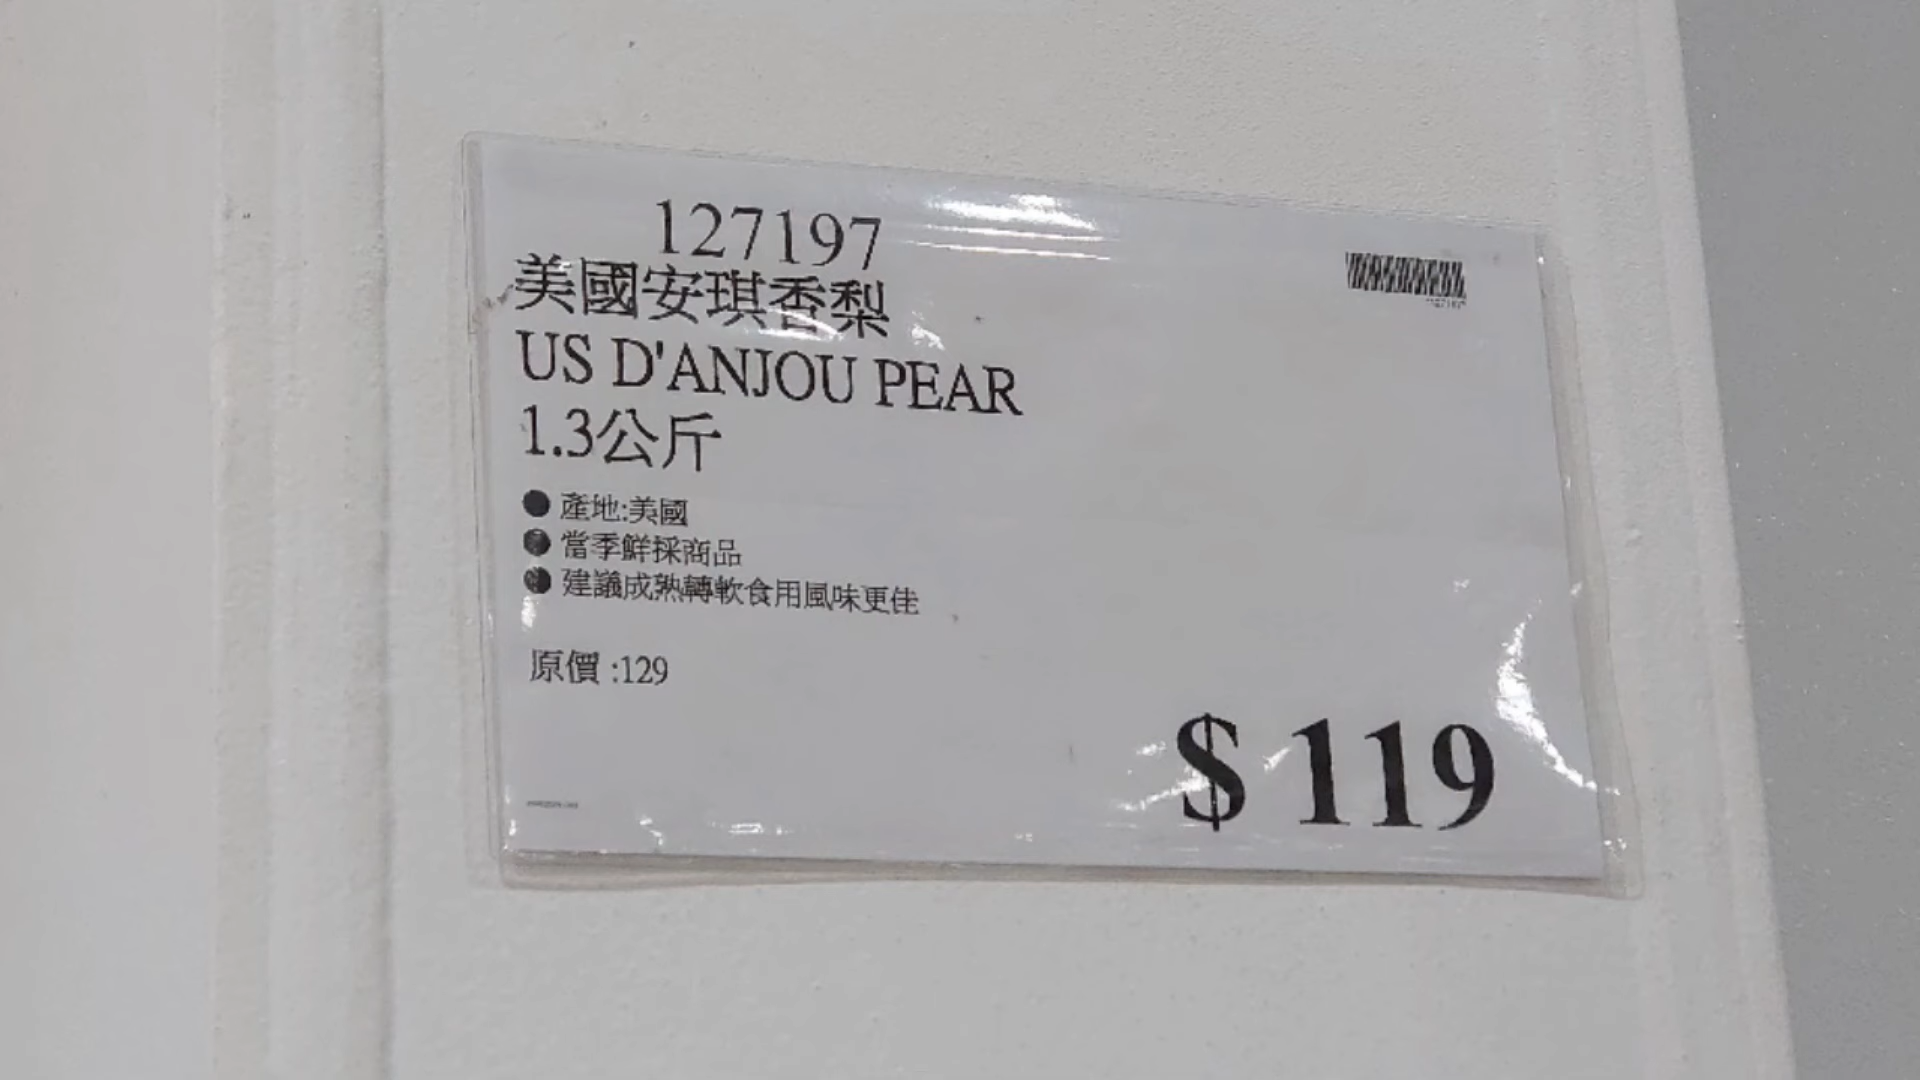 127197
美國安琪香梨
US D'ANJOU PEAR
1.3公斤
● 產地:美國
● 當季鮮採商品
● 建議成熟轉軟食用風味更佳
原價 :129
$ 119